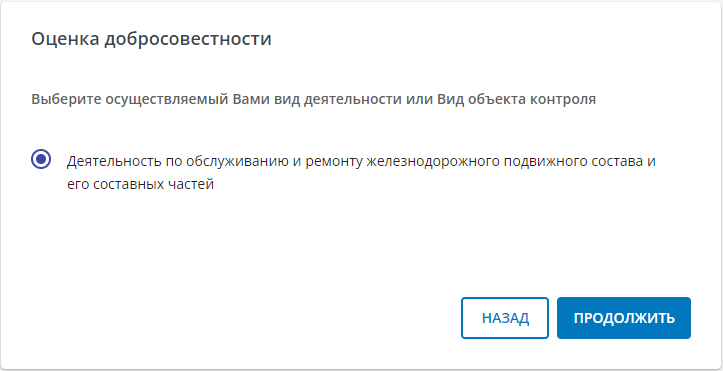 Оценка добросовестности
Выберите осуществляемый Вами вид деятельности или Вид объекта контроля
Деятельность по обслуживанию и ремонту железнодорожного подвижного состава и
его составных частей
НАЗАД
ПРОДОЛЖИТЬ